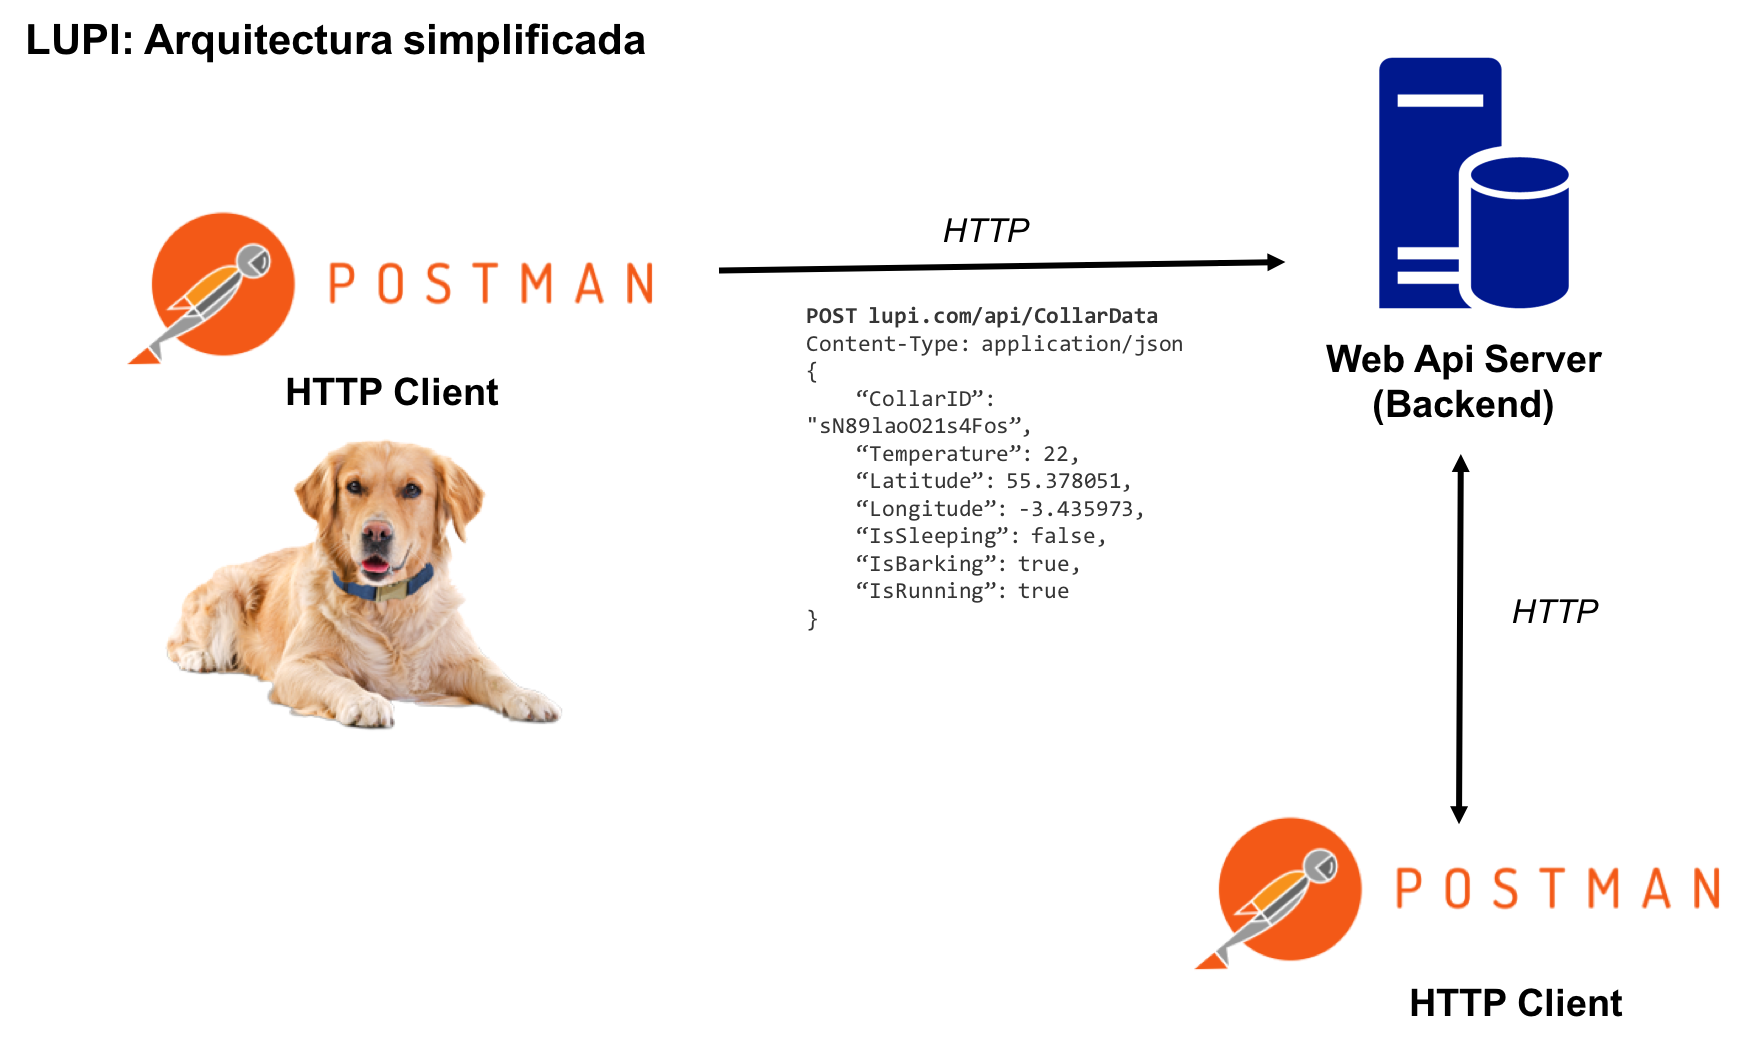 LUPI: Arquitectura simplificada
POSTMAN
HTTP Client
HTTP
POST lupi.com/api/CollarData
Content-Type: application/json
{
“CollarID”:
"sN89laoO21s4Fos”,
“Temperature”: 22,
“Latitude”: 55.378051,
“Longitude”: -3.435973,
“IsSleeping”: false,
“IsBarking”: true,
“IsRunning”: true
}
Web Api Server
(Backend)
HTTP
POSTMAN
HTTP Client